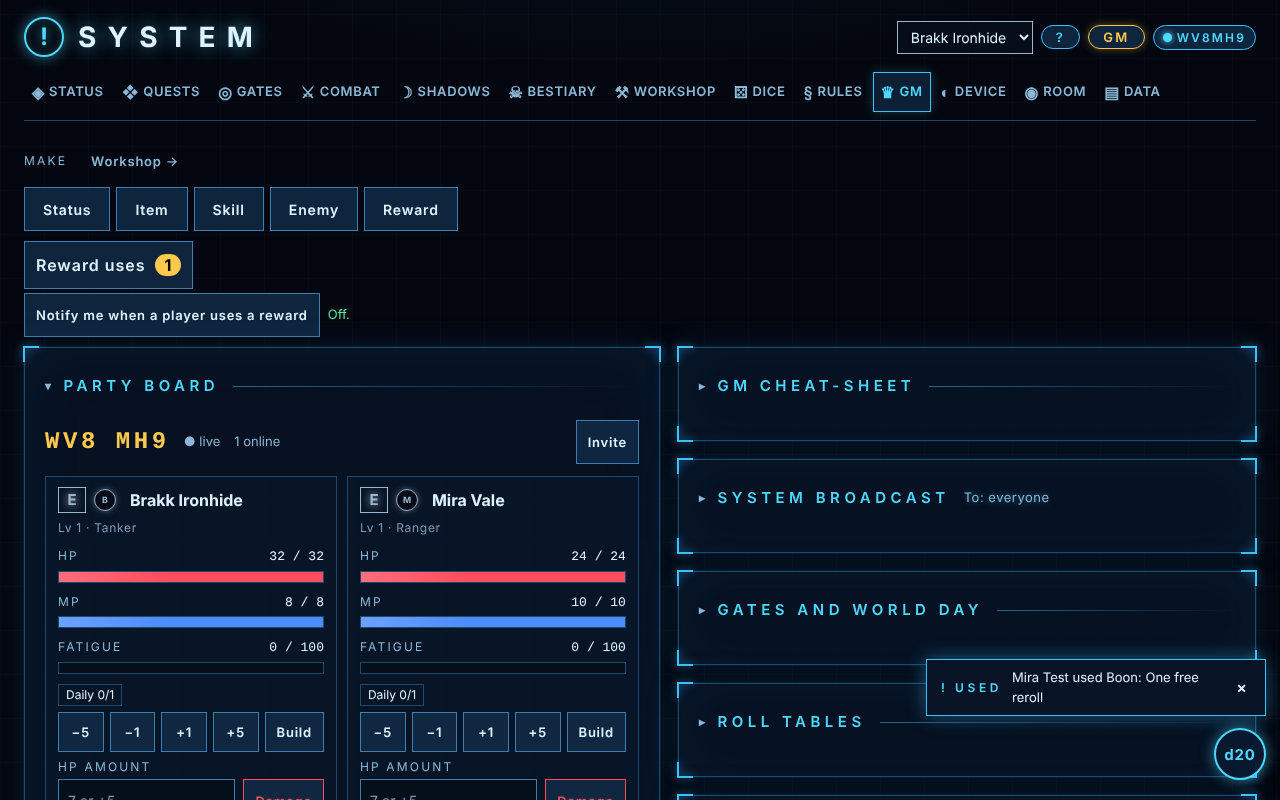 ! SYSTEM
Brakk Ironhide
?
GM
WV8MH9
STATUS QUESTS GATES COMBAT SHADOWS BESTIARY WORKSHOP DICE § RULES GM DEVICE ROOM DATA
MAKE Workshop →
Status Item Skill Enemy Reward
Reward uses 1
Notify me when a player uses a reward Off.
PARTY BOARD
WV8 MH9 live 1 online Invite
E B Brakk Ironhide
Lv 1 · Tanker
HP 32 / 32
MP 8 / 8
FATIGUE 0 / 100
Daily 0/1
−5 −1 +1 +5 Build
HP AMOUNT
E M Mira Vale
Lv 1 · Ranger
HP 24 / 24
MP 10 / 10
FATIGUE 0 / 100
Daily 0/1
−5 −1 +1 +5 Build
HP AMOUNT
GM CHEAT-SHEET
SYSTEM BROADCAST To: everyone
GATES AND WORLD DAY
ROLL TABLES
! USED Mira Test used Boon: One free
reroll ×
d20